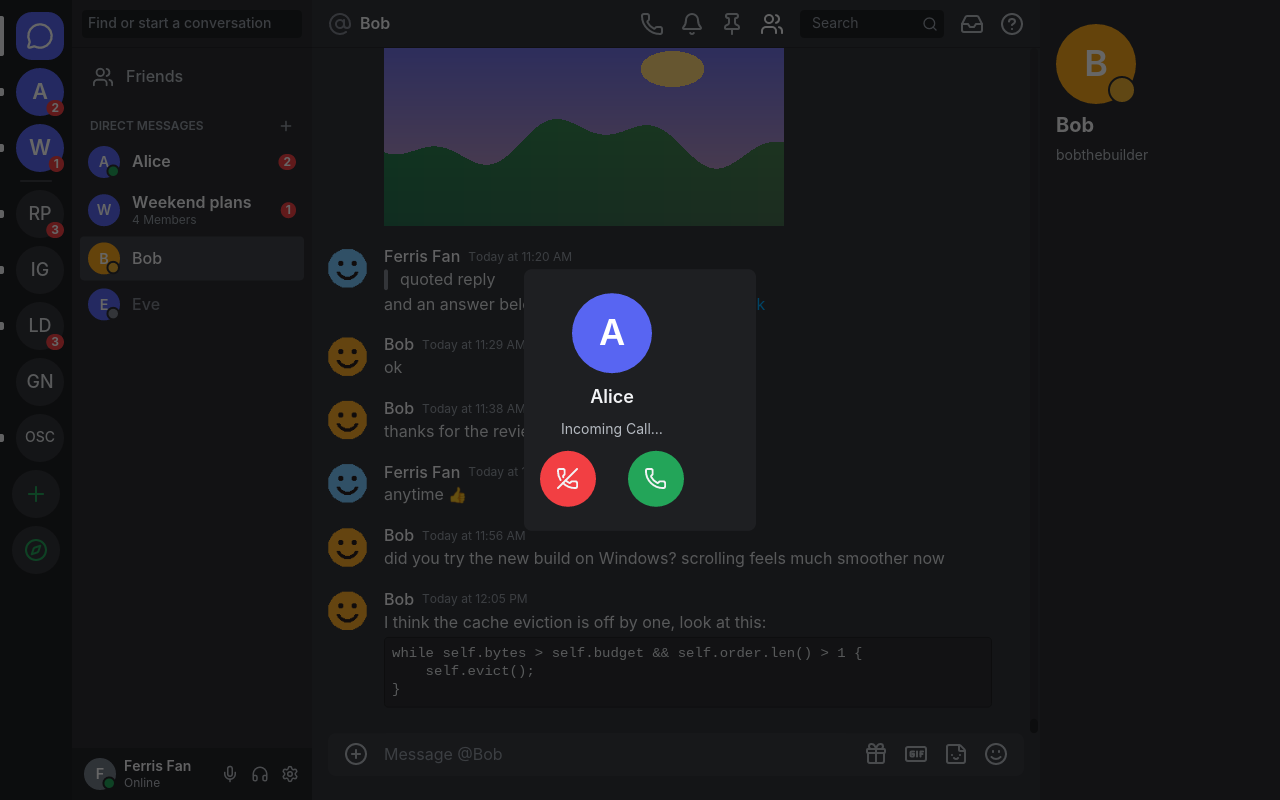 Find or start a conversation
Friends
DIRECT MESSAGES
A
2
W
1
RP
3
IG
LD
3
GN
OSC
A
Alice
2
W
Weekend plans
4 Members
1
B
Bob
E
Eve
F
Ferris Fan
Online
Bob
Search
Ferris Fan Today at 11:20 AM
quoted reply
and an answer
k
Bob Today at 11:29 AM
ok
Bob Today at 11:38 AM
thanks for the
Ferris Fan Today at
anytime 👍
Bob Today at 11:56 AM
did you try the new build on Windows? scrolling feels much smoother now
Bob Today at 12:05 PM
I think the cache eviction is off by one, look at this:
while self.bytes > self.budget && self.order.len() > 1 {
    self.evict();
}
Message @Bob
GIF
A
Alice
Incoming Call...
B
Bob
bobthebuilder